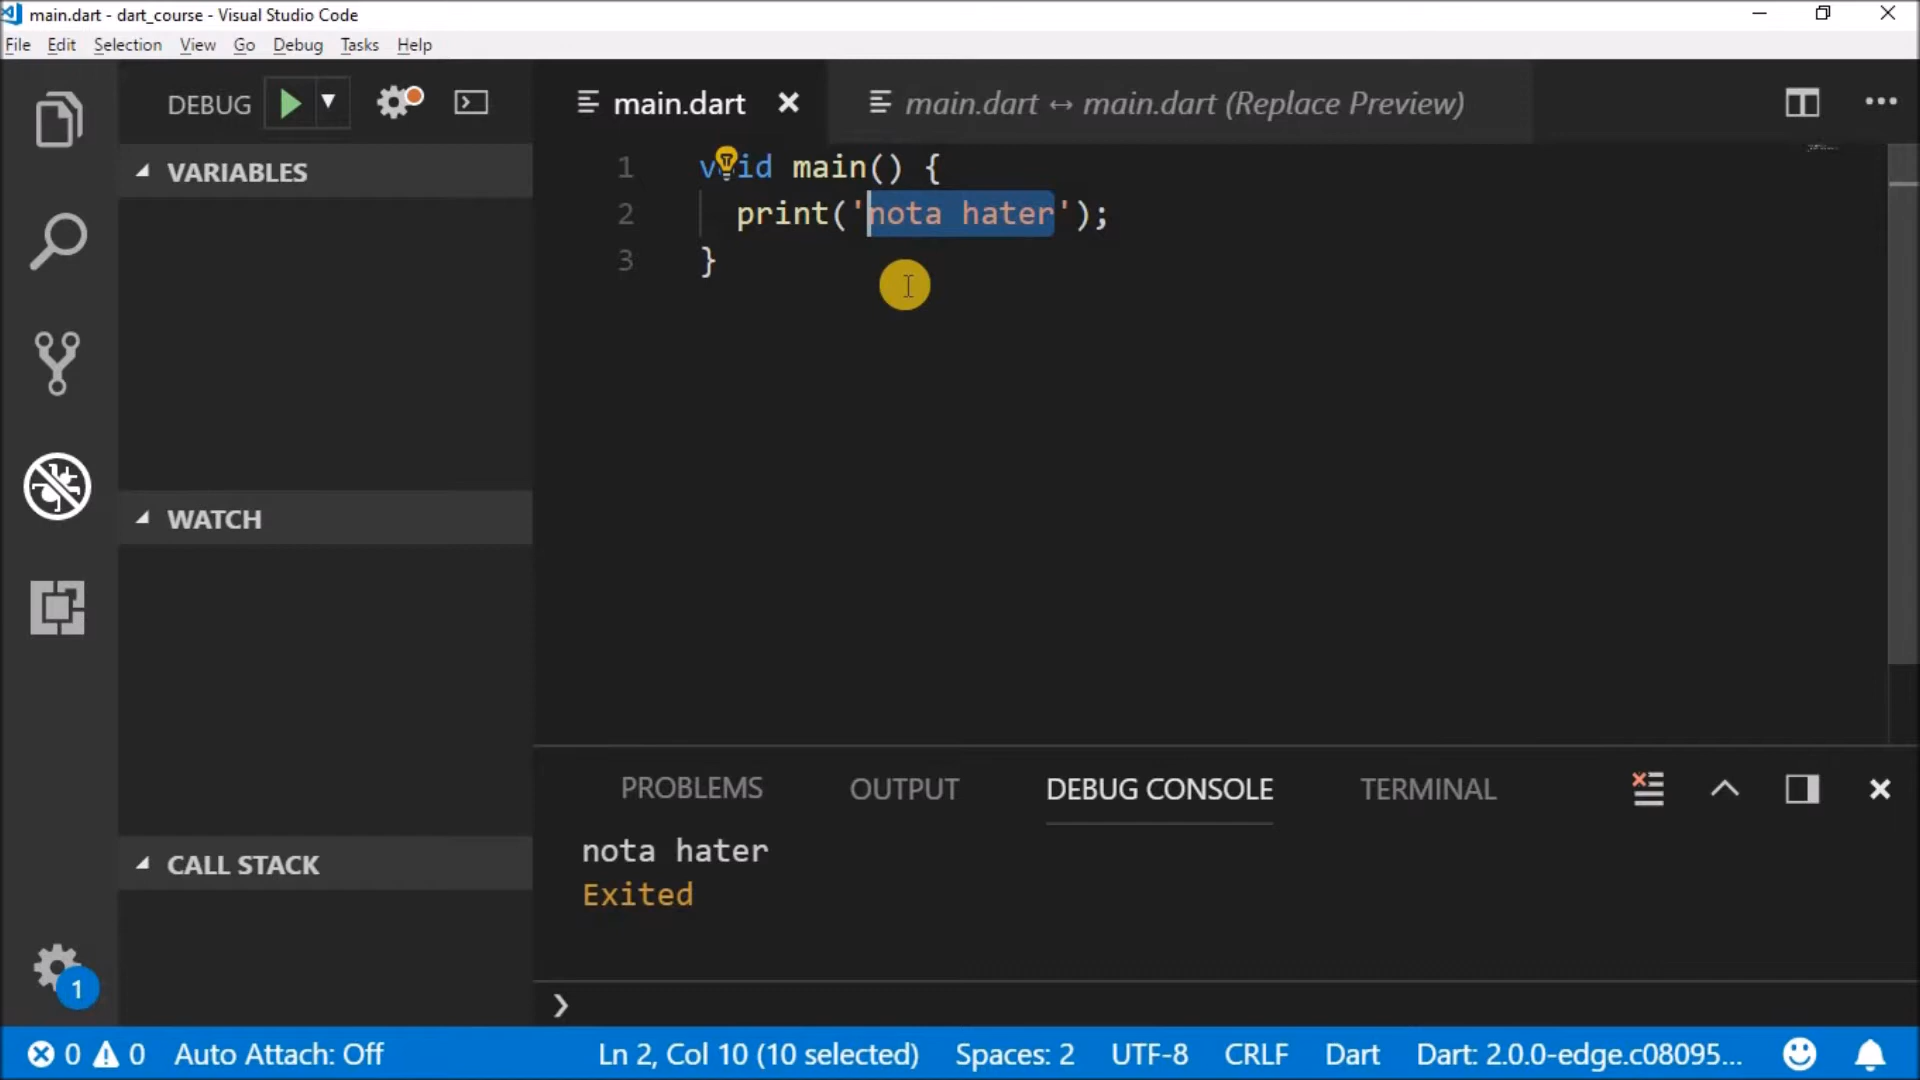 main.dart - dart_course - Visual Studio Code
File Edit Selection View Go Debug Tasks Help
DEBUG
main.dart
main.dart ↔ main.dart (Replace Preview)
VARIABLES
1 void main() {
2 print('nota hater');
3 }
WATCH
CALL STACK
PROBLEMS OUTPUT DEBUG CONSOLE TERMINAL
nota hater
Exited
❯
1
0 0 Auto Attach: Off Ln 2, Col 10 (10 selected) Spaces: 2 UTF-8 CRLF Dart Dart: 2.0.0-edge.c08095...